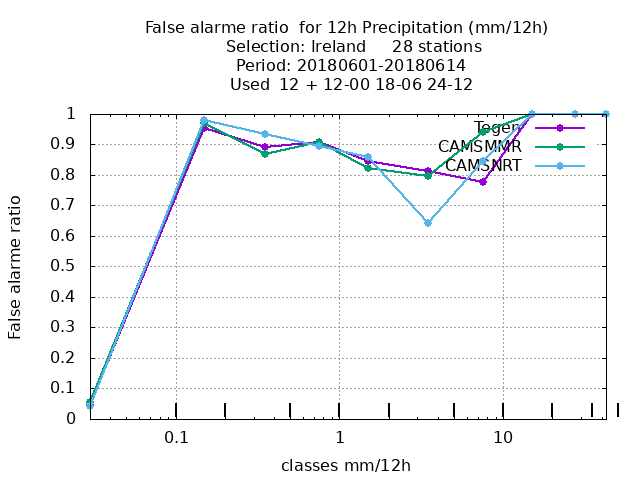 False alarme ratio  for 12h Precipitation (mm/12h)
Selection: Ireland     28 stations
Period: 20180601-20180614
Used  12 + 12-00 18-06 24-12
False alarme ratio
1
0.9
0.8
0.7
0.6
0.5
0.4
0.3
0.2
0.1
0
Tegen
CAMSMMR
CAMSNRT
0.1
1
10
classes mm/12h